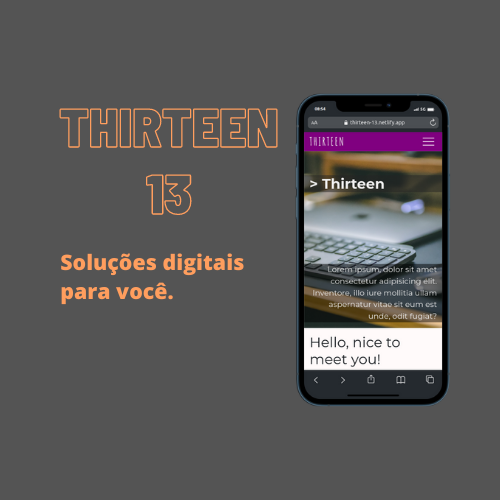 THIRTEEN
13
Soluções digitais
para você.
08:54
5G
AA
thirteen-13.netlify.app
THIRTEEN
> Thirteen
Lorem ipsum, dolor sit amet
consectetur adipisicing elit.
Inventore, illo iure mollitia ullam
aspernatur vitae sit eum est
unde, odit fugiat?
Hello, nice to
meet you!